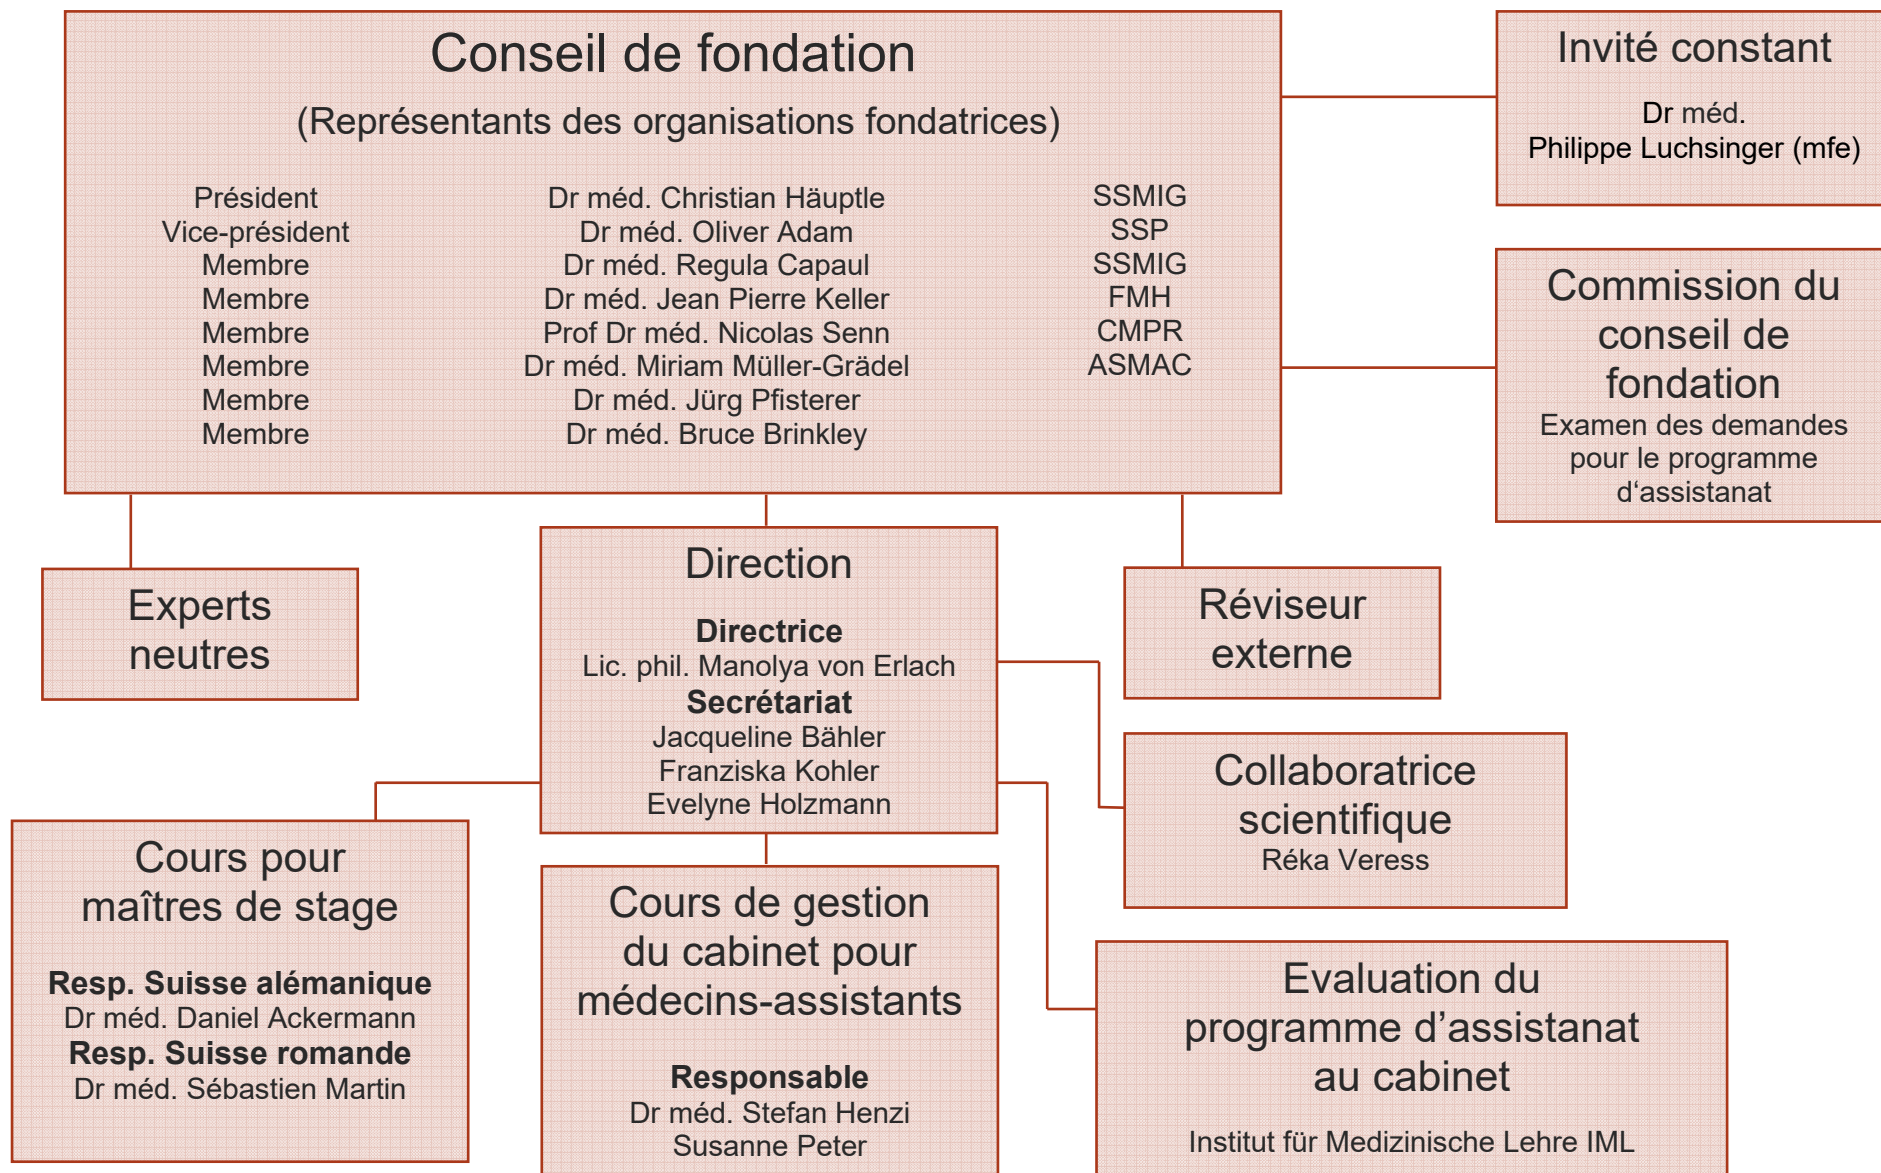 Conseil de fondation
(Représentants des organisations fondatrices)
Président Dr méd. Christian Häuptle SSMIG
Vice-président Dr méd. Oliver Adam SSP
Membre Dr méd. Regula Capaul SSMIG
Membre Dr méd. Jean Pierre Keller FMH
Membre Prof Dr méd. Nicolas Senn CMPR
Membre Dr méd. Miriam Müller-Grädel ASMAC
Membre Dr méd. Jürg Pfisterer
Membre Dr méd. Bruce Brinkley
Invité constant
Dr méd.
Philippe Luchsinger (mfe)
Commission du
conseil de
fondation
Examen des demandes
pour le programme
d‘assistanat
Experts
neutres
Direction
Directrice
Lic. phil. Manolya von Erlach
Secrétariat
Jacqueline Bähler
Franziska Kohler
Evelyne Holzmann
Réviseur
externe
Collaboratrice
scientifique
Réka Veress
Cours pour
maîtres de stage
Resp. Suisse alémanique
Dr méd. Daniel Ackermann
Resp. Suisse romande
Dr méd. Sébastien Martin
Cours de gestion
du cabinet pour
médecins-assistants
Responsable
Dr méd. Stefan Henzi
Susanne Peter
Evaluation du
programme d’assistanat
au cabinet
Institut für Medizinische Lehre IML